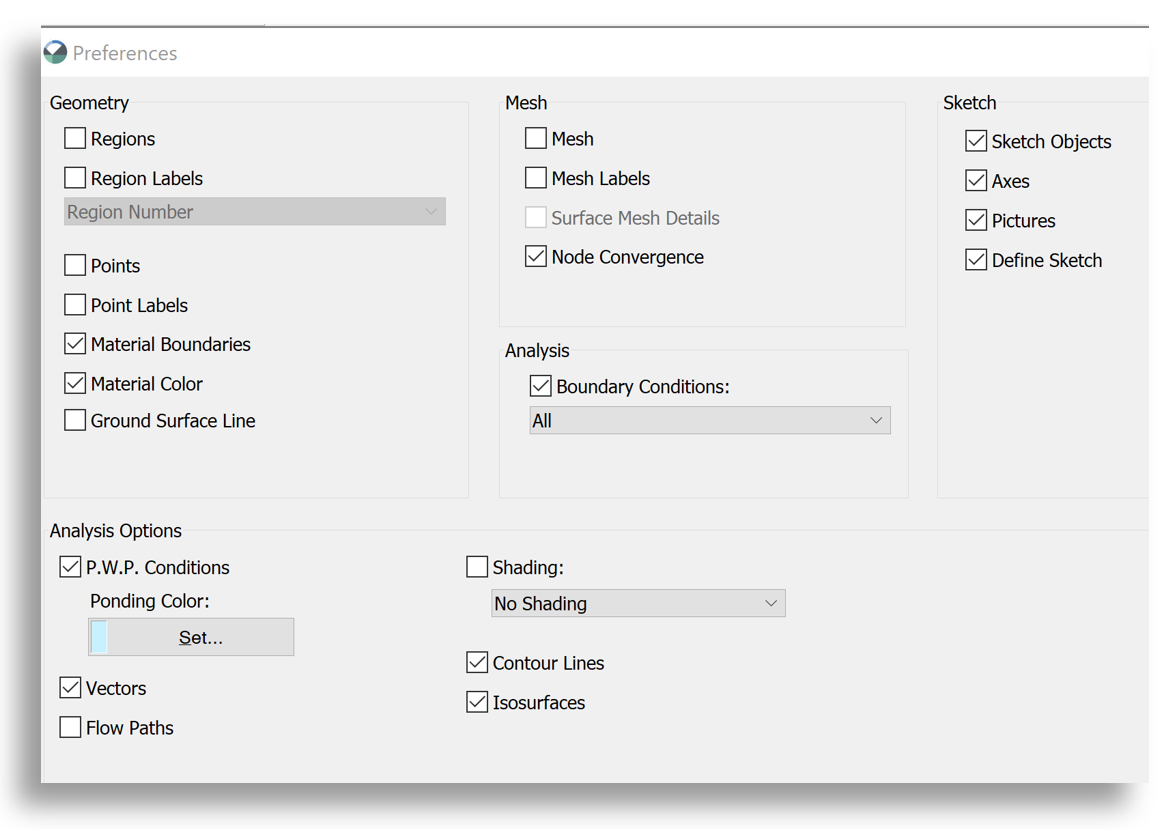 Preferences
Geometry
Regions
Region Labels
Region Number
Points
Point Labels
Material Boundaries
Material Color
Ground Surface Line
Mesh
Mesh
Mesh Labels
Surface Mesh Details
Node Convergence
Analysis
Boundary Conditions:
All
Sketch
Sketch Objects
Axes
Pictures
Define Sketch
Analysis Options
P.W.P. Conditions
Ponding Color:
Set...
Vectors
Flow Paths
Shading:
No Shading
Contour Lines
Isosurfaces